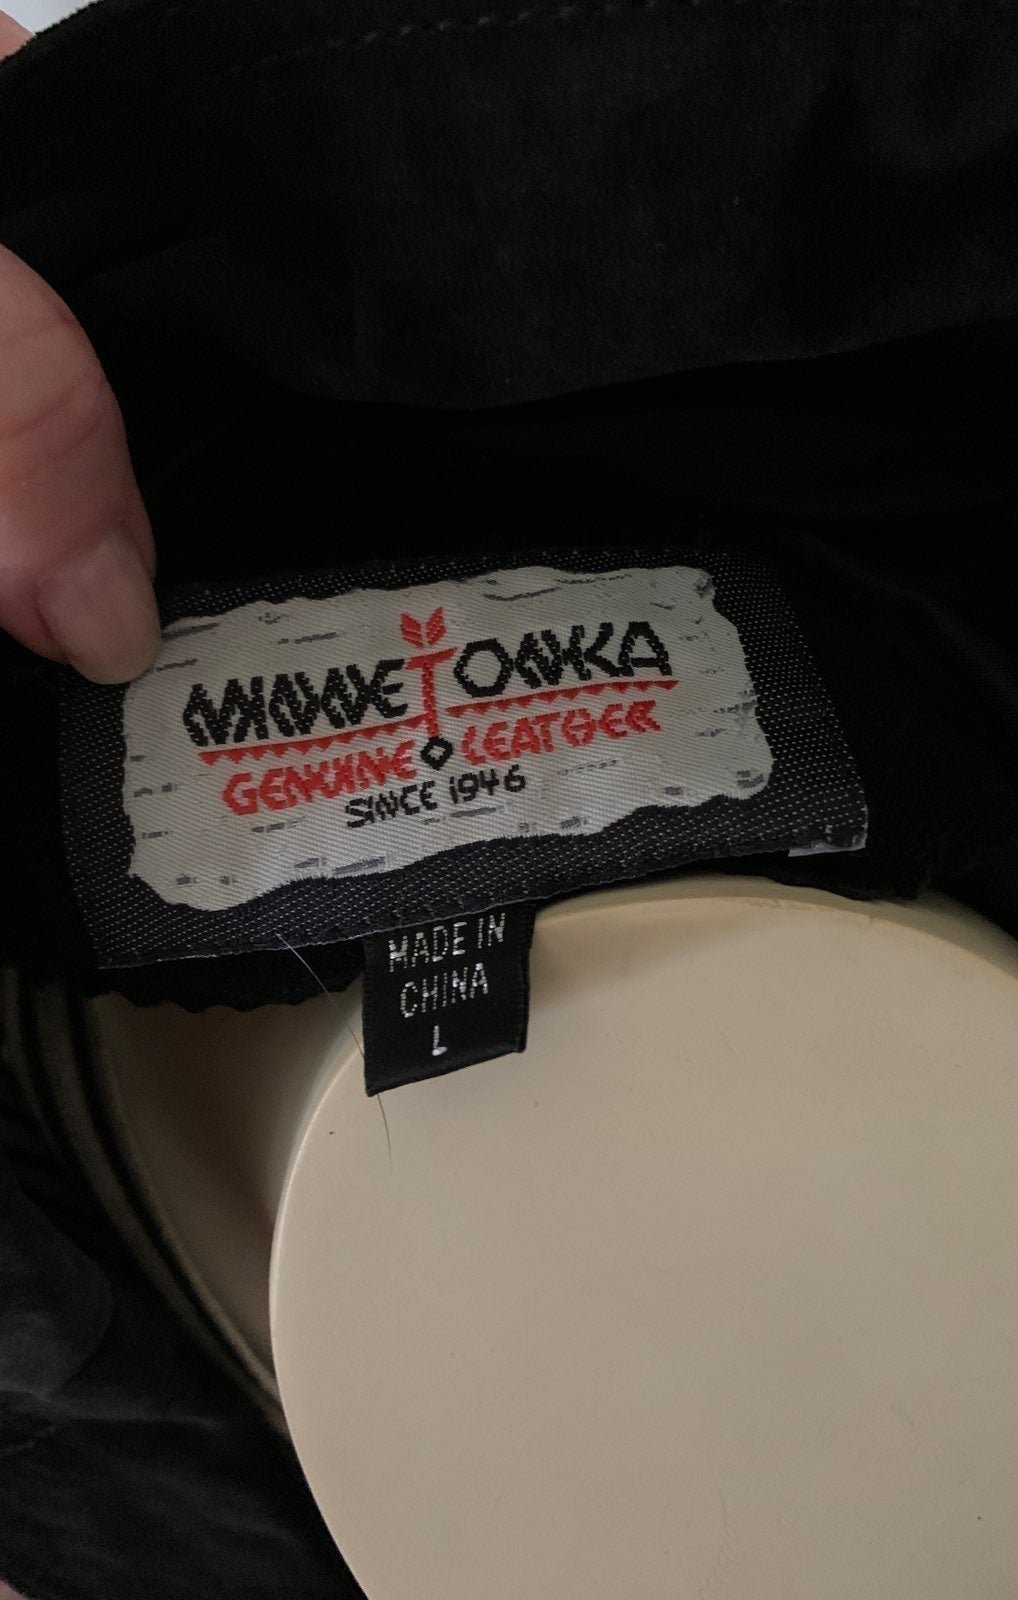 MINNETONKA
GENUINE LEATHER
SINCE 1946
MADE IN
CHINA
L